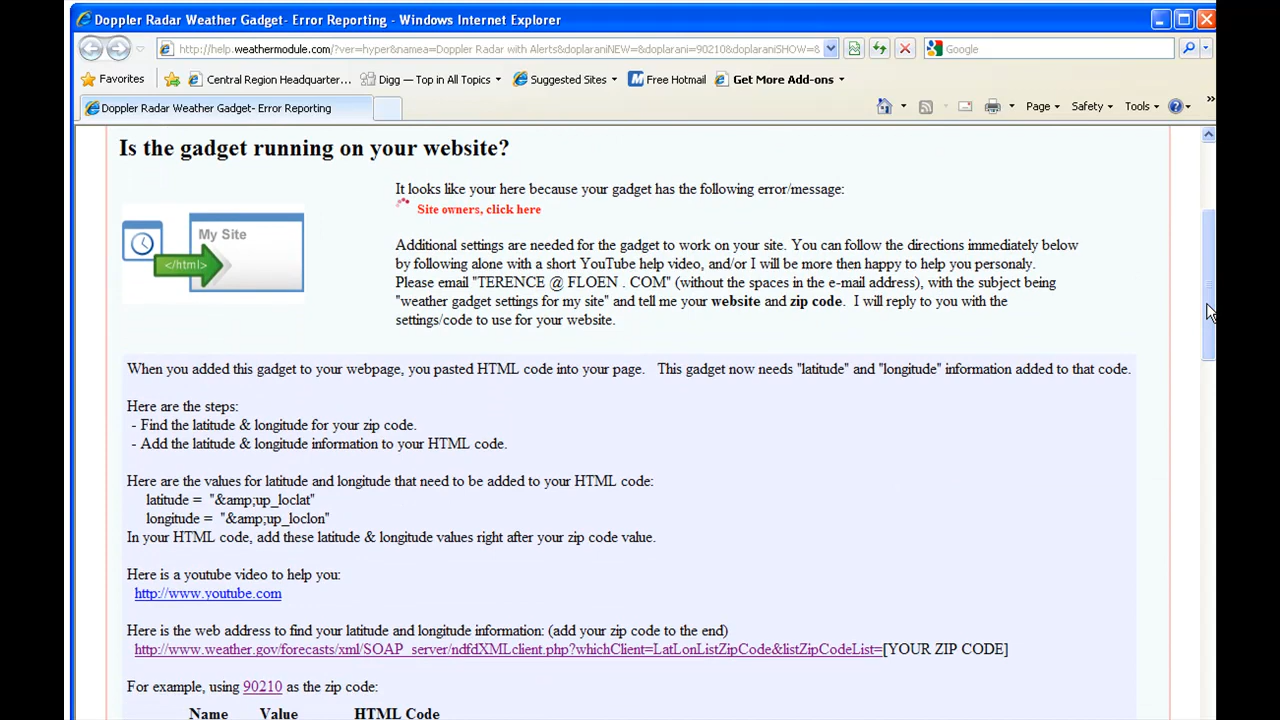 Doppler Radar Weather Gadget- Error Reporting - Windows Internet Explorer
http://help.weathermodule.com/?ver=hyper&namea=Doppler Radar with Alerts&doplaraniNEW=&doplarani=90210&doplaraniSHOW=&
Google
Favorites
Central Region Headquarter...
Digg — Top in All Topics
Suggested Sites
Free Hotmail
Get More Add-ons
Doppler Radar Weather Gadget- Error Reporting
Page
Safety
Tools
»
Is the gadget running on your website?
It looks like your here because your gadget has the following error/message:
Site owners, click here
My Site
</html>
Additional settings are needed for the gadget to work on your site. You can follow the directions immediately below
by following alone with a short YouTube help video, and/or I will be more then happy to help you personaly.
Please email "TERENCE @ FLOEN . COM" (without the spaces in the e-mail address), with the subject being
"weather gadget settings for my site" and tell me your website and zip code. I will reply to you with the
settings/code to use for your website.
When you added this gadget to your webpage, you pasted HTML code into your page. This gadget now needs "latitude" and "longitude" information added to that code.
Here are the steps:
- Find the latitude & longitude for your zip code.
- Add the latitude & longitude information to your HTML code.
Here are the values for latitude and longitude that need to be added to your HTML code:
latitude = "&amp;up_loclat"
longitude = "&amp;up_loclon"
In your HTML code, add these latitude & longitude values right after your zip code value.
Here is a youtube video to help you:
http://www.youtube.com
Here is the web address to find your latitude and longitude information: (add your zip code to the end)
http://www.weather.gov/forecasts/xml/SOAP_server/ndfdXMLclient.php?whichClient=LatLonListZipCode&listZipCodeList=[YOUR ZIP CODE]
For example, using 90210 as the zip code:
Name Value HTML Code